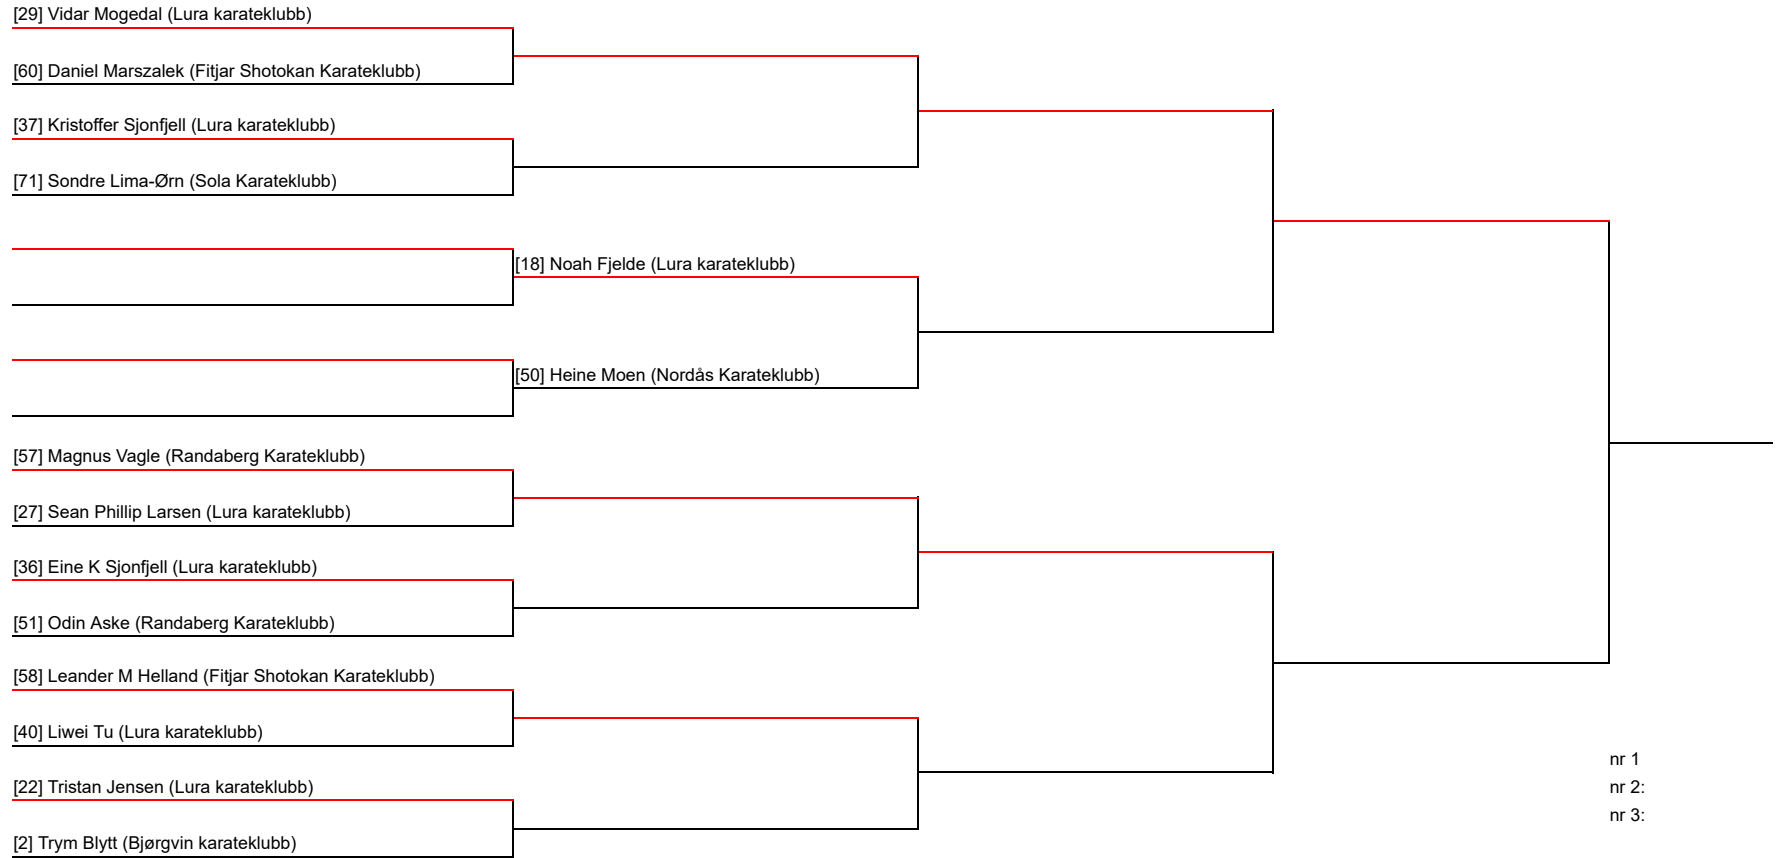 [29] Vidar Mogedal (Lura karateklubb)
[60] Daniel Marszalek (Fitjar Shotokan Karateklubb)
[37] Kristoffer Sjonfjell (Lura karateklubb)
[71] Sondre Lima-Ørn (Sola Karateklubb)
[18] Noah Fjelde (Lura karateklubb)
[50] Heine Moen (Nordås Karateklubb)
[57] Magnus Vagle (Randaberg Karateklubb)
[27] Sean Phillip Larsen (Lura karateklubb)
[36] Eine K Sjonfjell (Lura karateklubb)
[51] Odin Aske (Randaberg Karateklubb)
[58] Leander M Helland (Fitjar Shotokan Karateklubb)
[40] Liwei Tu (Lura karateklubb)
[22] Tristan Jensen (Lura karateklubb)
[2] Trym Blytt (Bjørgvin karateklubb)
nr 1
nr 2:
nr 3: